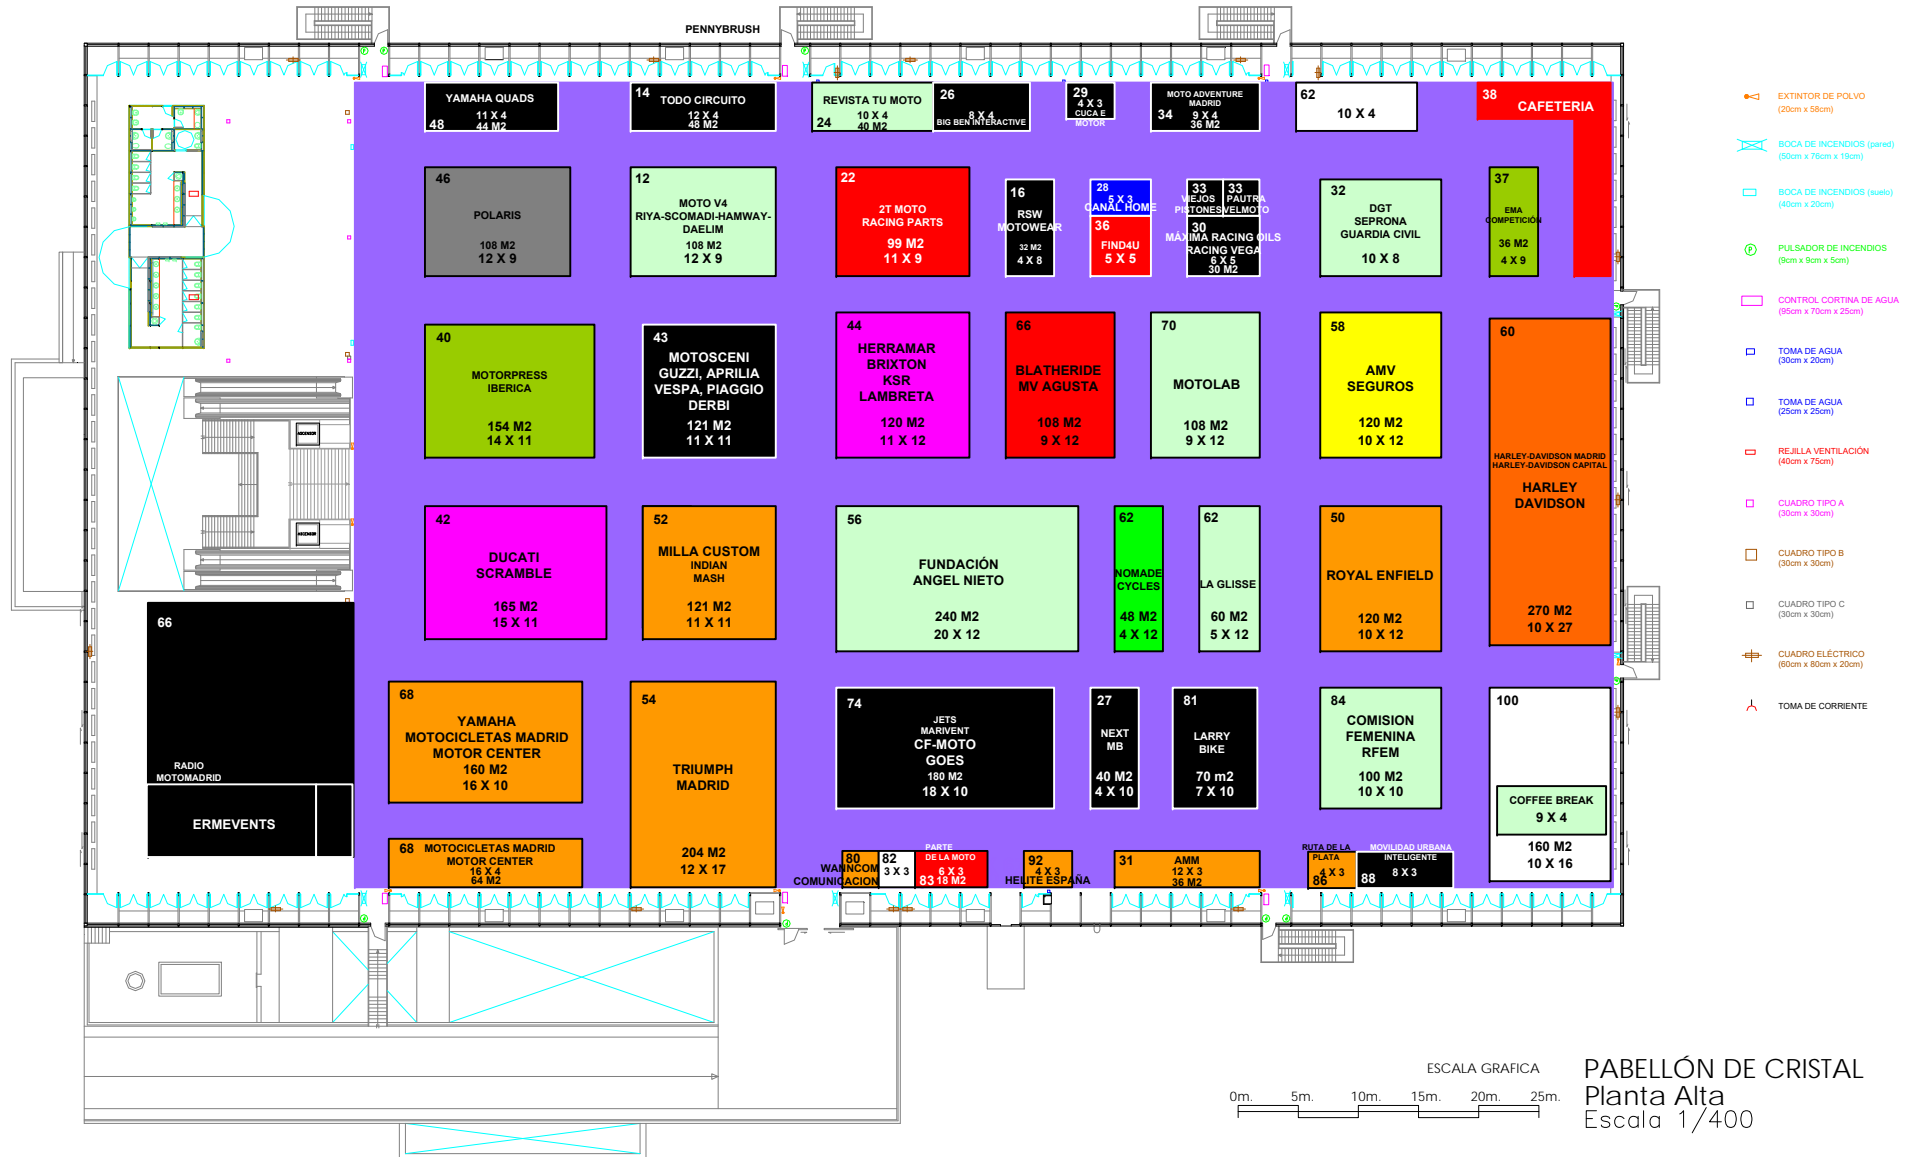 PENNYBRUSH
YAMAHA QUADS
11 X 4
48 44 M2
14
TODO CIRCUITO
12 X 4
48 M2
REVISTA TU MOTO
10 X 4
24 40 M2
26
8 X 4
BIG BEN INTERACTIVE
29
4 X 3
CUCA E
MOTOR
MOTO ADVENTURE
MADRID
34 9 X 4
36 M2
62
10 X 4
38
CAFETERIA
46
POLARIS
108 M2
12 X 9
12
MOTO V4
RIYA-SCOMADI-HAMWAY-
DAELIM
108 M2
12 X 9
22
2T MOTO
RACING PARTS
99 M2
11 X 9
16
RSW
MOTOWEAR
32 M2
4 X 8
28
5 X 3
CANAL HOME
36
FIND4U
5 X 5
33
VIEJOS
PISTONES
33
PAUTRA
VELMOTO
30
MÁXIMA RACING OILS
RACING VEGA
6 X 5
30 M2
32
DGT
SEPRONA
GUARDIA CIVIL
10 X 8
37
EMA
COMPETICIÓN
36 M2
4 X 9
40
MOTORPRESS
IBERICA
154 M2
14 X 11
43
MOTOSCENI
GUZZI, APRILIA
VESPA, PIAGGIO
DERBI
121 M2
11 X 11
44
HERRAMAR
BRIXTON
KSR
LAMBRETA
120 M2
11 X 12
66
BLATHERIDE
MV AGUSTA
108 M2
9 X 12
70
MOTOLAB
108 M2
9 X 12
58
AMV
SEGUROS
120 M2
10 X 12
60
HARLEY-DAVIDSON MADRID
HARLEY-DAVIDSON CAPITAL
HARLEY
DAVIDSON
270 M2
10 X 27
ASCENSOR
ASCENSOR
42
DUCATI
SCRAMBLE
165 M2
15 X 11
52
MILLA CUSTOM
INDIAN
MASH
121 M2
11 X 11
56
FUNDACIÓN
ANGEL NIETO
240 M2
20 X 12
62
NOMADE
CYCLES
48 M2
4 X 12
62
LA GLISSE
60 M2
5 X 12
50
ROYAL ENFIELD
120 M2
10 X 12
66
RADIO
MOTOMADRID
ERMEVENTS
68
YAMAHA
MOTOCICLETAS MADRID
MOTOR CENTER
160 M2
16 X 10
54
TRIUMPH
MADRID
204 M2
12 X 17
74
JETS
MARIVENT
CF-MOTO
GOES
180 M2
18 X 10
27
NEXT
MB
40 M2
4 X 10
81
LARRY
BIKE
70 m2
7 X 10
84
COMISION
FEMENINA
RFEM
100 M2
10 X 10
100
COFFEE BREAK
9 X 4
160 M2
10 X 16
68 MOTOCICLETAS MADRID
MOTOR CENTER
16 X 4
64 M2
80
WANNCOM
COMUNICACION
82
3 X 3
PARTE
DE LA MOTO
6 X 3
83 18 M2
92
4 X 3
HELITE ESPAÑA
31
AMM
12 X 3
36 M2
RUTA DE LA
PLATA
4 X 3
86
MOVILIDAD URBANA
INTELIGENTE
88 8 X 3
EXTINTOR DE POLVO
(20cm x 58cm)
BOCA DE INCENDIOS (pared)
(50cm x 76cm x 19cm)
BOCA DE INCENDIOS (suelo)
(40cm x 20cm)
P PULSADOR DE INCENDIOS
(9cm x 9cm x 5cm)
CONTROL CORTINA DE AGUA
(95cm x 70cm x 25cm)
TOMA DE AGUA
(30cm x 20cm)
TOMA DE AGUA
(25cm x 25cm)
REJILLA VENTILACIÓN
(40cm x 75cm)
CUADRO TIPO A
(30cm x 30cm)
CUADRO TIPO B
(30cm x 30cm)
CUADRO TIPO C
(30cm x 30cm)
CUADRO ELÉCTRICO
(60cm x 80cm x 20cm)
TOMA DE CORRIENTE
ESCALA GRAFICA
0m. 5m. 10m. 15m. 20m. 25m.
PABELLÓN DE CRISTAL
Planta Alta
Escala 1/400